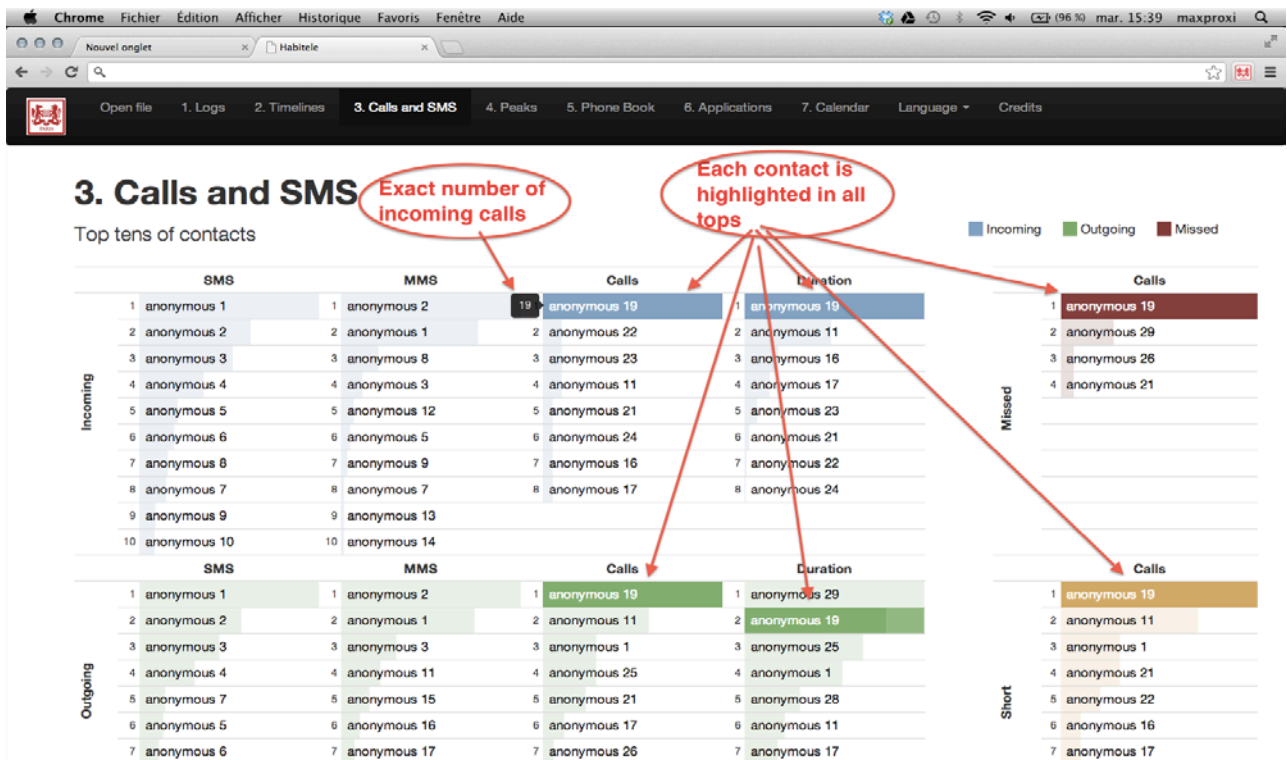 Chrome Fichier Édition Afficher Historique Favoris Fenêtre Aide (96 %) mar. 15:39 maxproxi
Nouvel onglet Habitele
Open file 1. Logs 2. Timelines 3. Calls and SMS 4. Peaks 5. Phone Book 6. Applications 7. Calendar Language Credits
3. Calls and SMS
Top tens of contacts
Exact number of
incoming calls
Each contact is
highlighted in all
tops
Incoming Outgoing Missed
SMS MMS Calls Duration Calls
Incoming
Missed
1 anonymous 1 1 anonymous 2 19 anonymous 19 1 anonymous 19 1 anonymous 19
2 anonymous 2 2 anonymous 1 2 anonymous 22 2 anonymous 11 2 anonymous 29
3 anonymous 3 3 anonymous 8 3 anonymous 23 3 anonymous 16 3 anonymous 26
4 anonymous 4 4 anonymous 3 4 anonymous 11 4 anonymous 17 4 anonymous 21
5 anonymous 5 5 anonymous 12 5 anonymous 21 5 anonymous 23
6 anonymous 6 6 anonymous 5 6 anonymous 24 6 anonymous 21
7 anonymous 8 7 anonymous 9 7 anonymous 16 7 anonymous 22
8 anonymous 7 8 anonymous 7 8 anonymous 17 8 anonymous 24
9 anonymous 9 9 anonymous 13
10 anonymous 10 10 anonymous 14
SMS MMS Calls Duration Calls
Outgoing
Short
1 anonymous 1 1 anonymous 2 1 anonymous 19 1 anonymous 29 1 anonymous 19
2 anonymous 2 2 anonymous 1 2 anonymous 11 2 anonymous 19 2 anonymous 11
3 anonymous 3 3 anonymous 3 3 anonymous 1 3 anonymous 25 3 anonymous 1
4 anonymous 4 4 anonymous 11 4 anonymous 25 4 anonymous 1 4 anonymous 21
5 anonymous 7 5 anonymous 15 5 anonymous 21 5 anonymous 28 5 anonymous 22
6 anonymous 5 6 anonymous 16 6 anonymous 17 6 anonymous 11 6 anonymous 16
7 anonymous 6 7 anonymous 17 7 anonymous 26 7 anonymous 17 7 anonymous 17